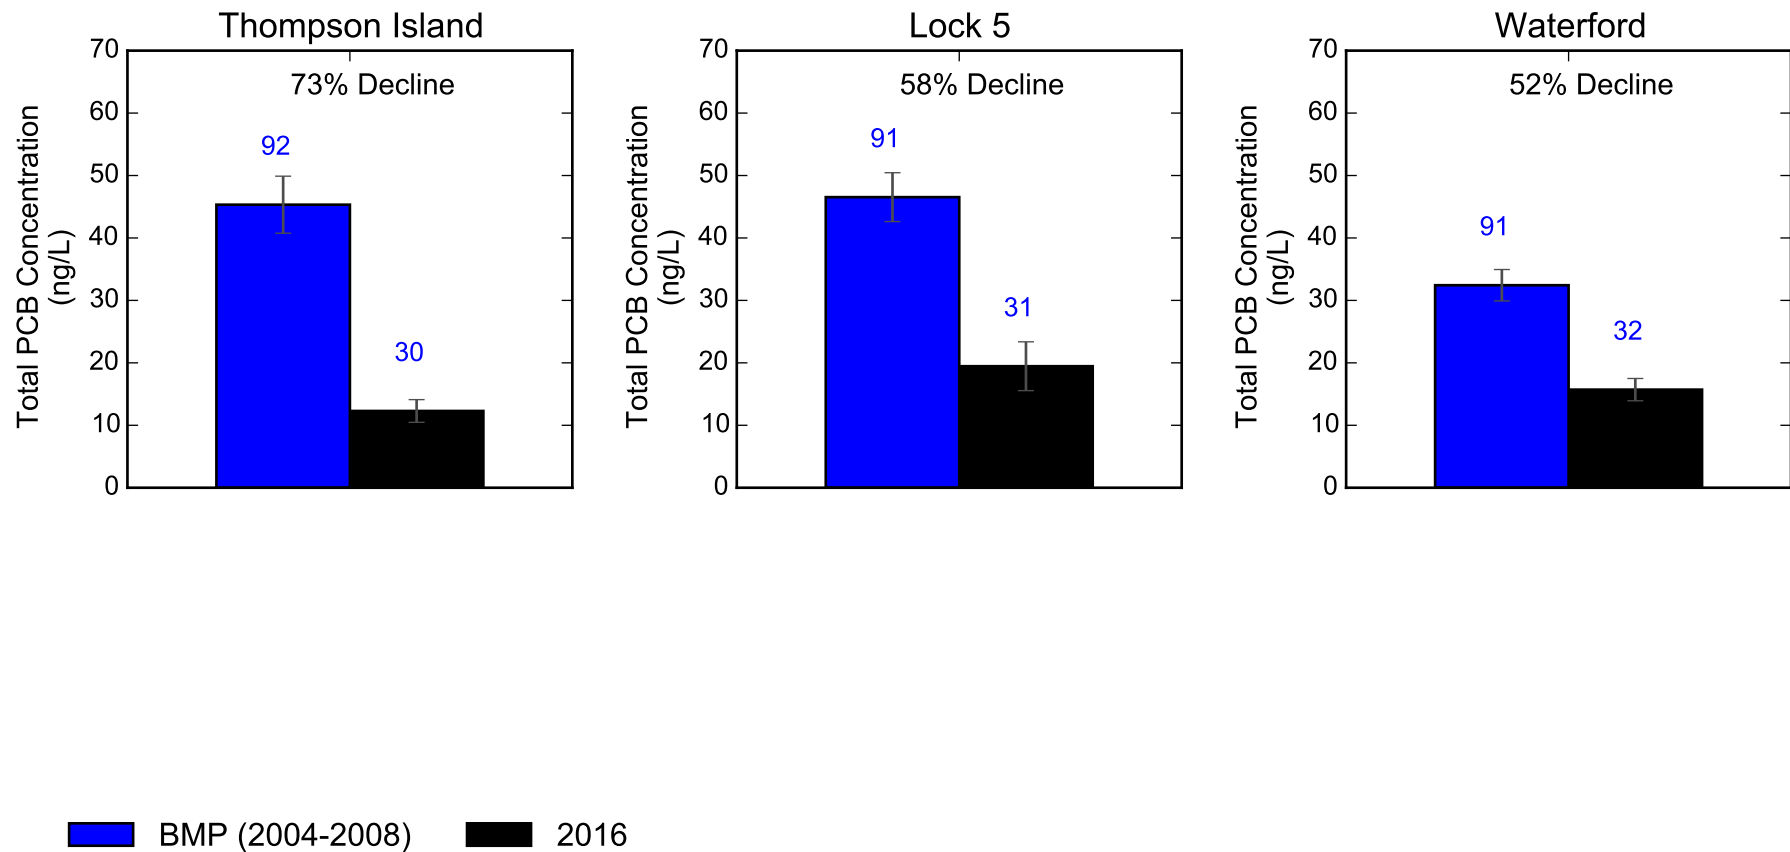 Thompson Island
73% Decline
92
30
70
60
50
40
30
20
10
0
Total PCB Concentration
(ng/L)
Lock 5
58% Decline
91
31
70
60
50
40
30
20
10
0
Total PCB Concentration
(ng/L)
Waterford
52% Decline
91
32
70
60
50
40
30
20
10
0
Total PCB Concentration
(ng/L)
BMP (2004-2008)
2016